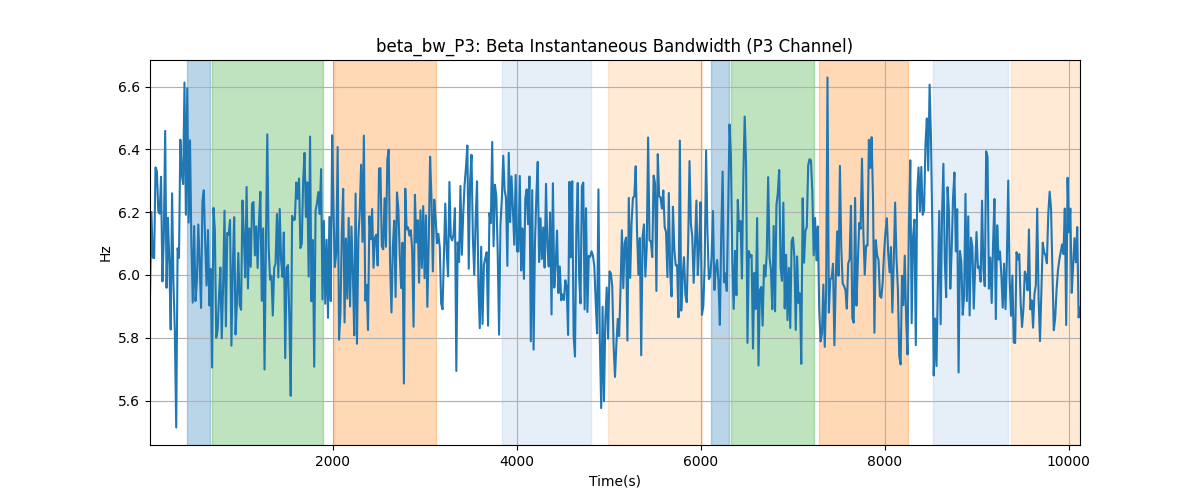 beta_bw_P3: Beta Instantaneous Bandwidth (P3 Channel)
6.6
6.4
6.2
6.0
5.8
5.6
Hz
2000 4000 6000 8000 10000
Time(s)